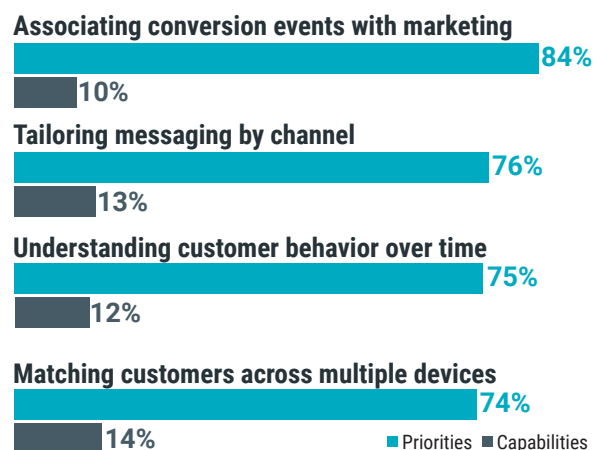 Associating conversion events with marketing
84%
10%
Tailoring messaging by channel
76%
13%
Understanding customer behavior over time
75%
12%
Matching customers across multiple devices
74%
14%
Priorities Capabilities